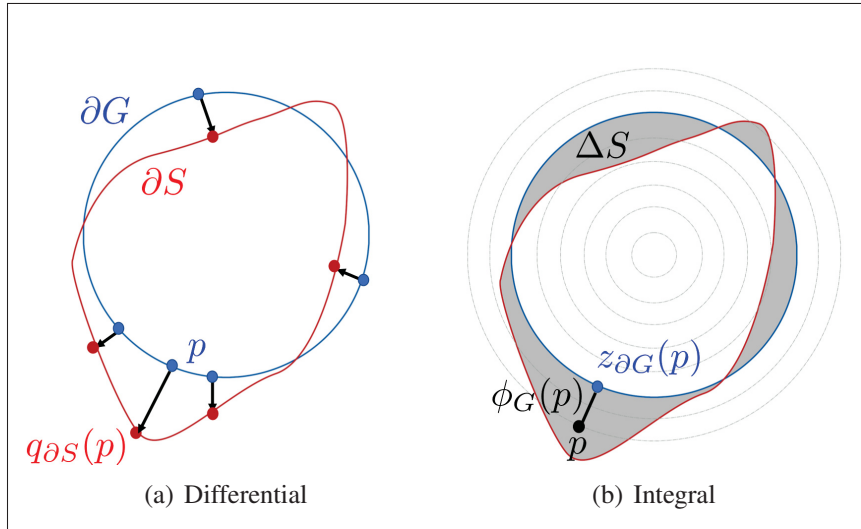 ∂G
∂S
p
q∂S(p)
(a) Differential
ΔS
z∂G(p)
ϕG(p)
p
(b) Integral